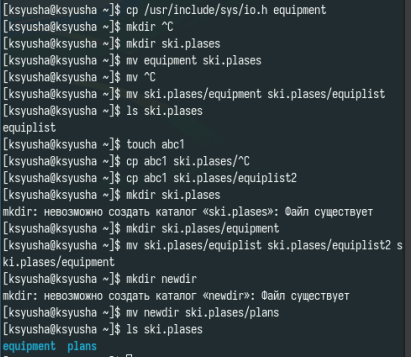 [ksyusha@ksyusha ~]$ cp /usr/include/sys/io.h equipment
[ksyusha@ksyusha ~]$ mkdir ^C
[ksyusha@ksyusha ~]$ mkdir ski.plases
[ksyusha@ksyusha ~]$ mv equipment ski.plases
[ksyusha@ksyusha ~]$ mv ^C
[ksyusha@ksyusha ~]$ mv ski.plases/equipment ski.plases/equiplist
[ksyusha@ksyusha ~]$ ls ski.plases
equiplist
[ksyusha@ksyusha ~]$ touch abc1
[ksyusha@ksyusha ~]$ cp abc1 ski.plases/^C
[ksyusha@ksyusha ~]$ cp abc1 ski.plases/equiplist2
[ksyusha@ksyusha ~]$ mkdir ski.plases
mkdir: невозможно создать каталог «ski.plases»: Файл существует
[ksyusha@ksyusha ~]$ mkdir ski.plases/equipment
[ksyusha@ksyusha ~]$ mv ski.plases/equiplist ski.plases/equiplist2 s
ki.plases/equipment
[ksyusha@ksyusha ~]$ mkdir newdir
mkdir: невозможно создать каталог «newdir»: Файл существует
[ksyusha@ksyusha ~]$ mv newdir ski.plases/plans
[ksyusha@ksyusha ~]$ ls ski.plases
equipment  plans